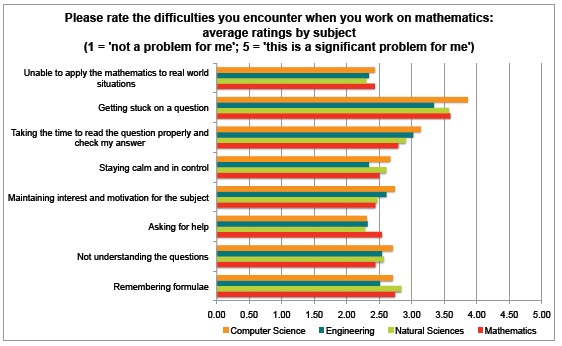 Please rate the difficulties you encounter when you work on mathematics:
average ratings by subject
(1 = 'not a problem for me'; 5 = 'this is a significant problem for me')
Unable to apply the mathematics to real world
situations
Getting stuck on a question
Taking the time to read the question properly and
check my answer
Staying calm and in control
Maintaining interest and motivation for the subject
Asking for help
Not understanding the questions
Remembering formulae
0.00 0.50 1.00 1.50 2.00 2.50 3.00 3.50 4.00 4.50 5.00
Computer Science Engineering Natural Sciences Mathematics